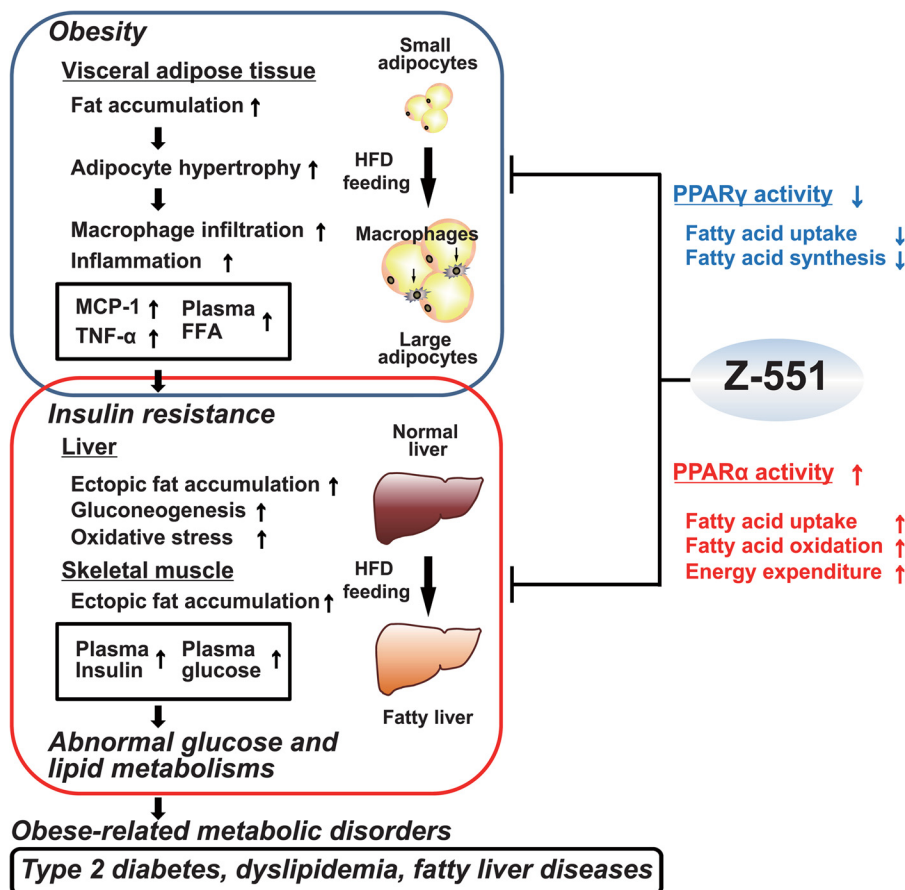 Obesity
Visceral adipose tissue
Fat accumulation ↑
Adipocyte hypertrophy ↑
Macrophage infiltration ↑
Inflammation ↑
MCP-1 ↑
TNF-α ↑
Plasma
FFA ↑
Small
adipocytes
HFD
feeding
Macrophages
Large
adipocytes
Insulin resistance
Liver
Ectopic fat accumulation ↑
Gluconeogenesis ↑
Oxidative stress ↑
Skeletal muscle
Ectopic fat accumulation ↑
Plasma
Insulin ↑
Plasma
glucose ↑
Normal
liver
HFD
feeding
Fatty liver
Abnormal glucose and
lipid metabolisms
Obese-related metabolic disorders
Type 2 diabetes, dyslipidemia, fatty liver diseases
PPARγ activity ↓
Fatty acid uptake ↓
Fatty acid synthesis ↓
Z-551
PPARα activity ↑
Fatty acid uptake ↑
Fatty acid oxidation ↑
Energy expenditure ↑